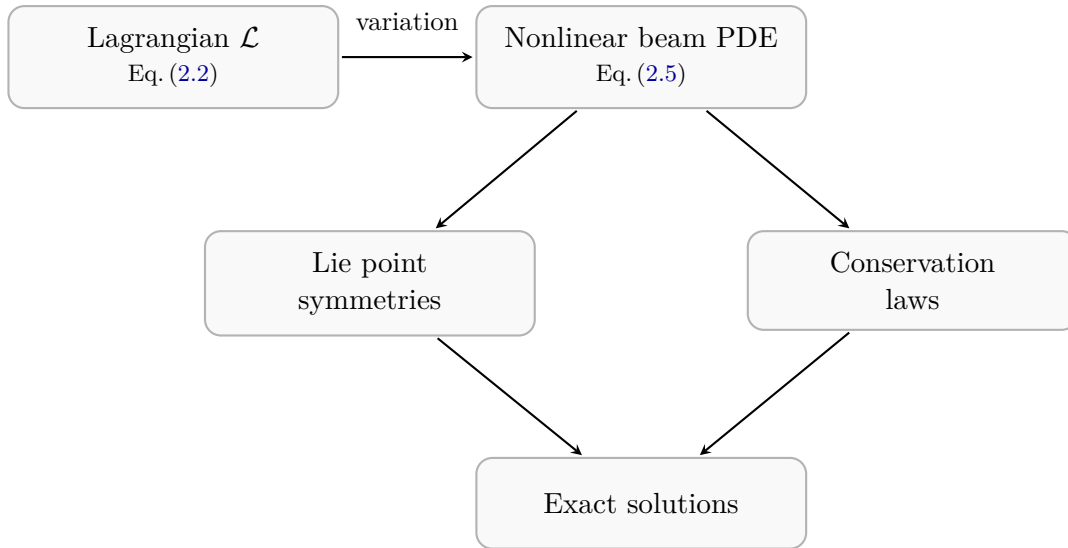 Lagrangian ℒ
Eq. (2.2)
variation
Nonlinear beam PDE
Eq. (2.5)
Lie point
symmetries
Conservation
laws
Exact solutions